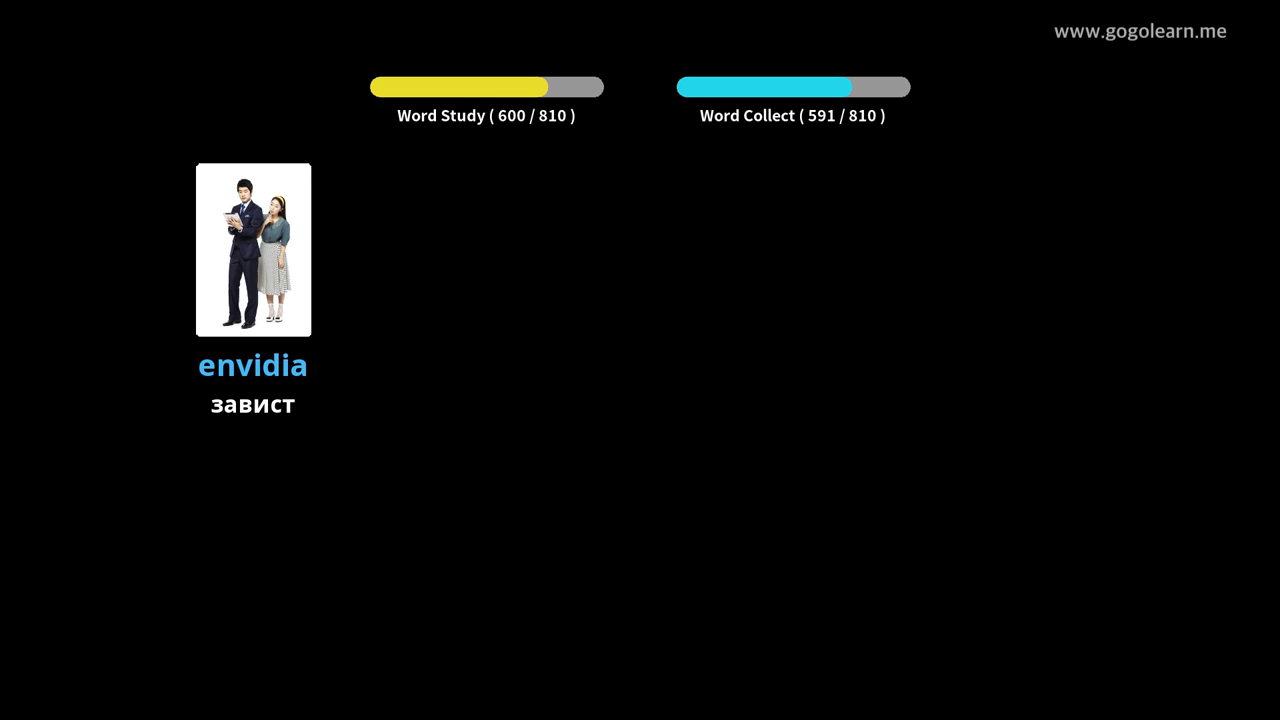 www.gogolearn.me
Word Study ( 600 / 810 )
Word Collect ( 591 / 810 )
envidia
завист